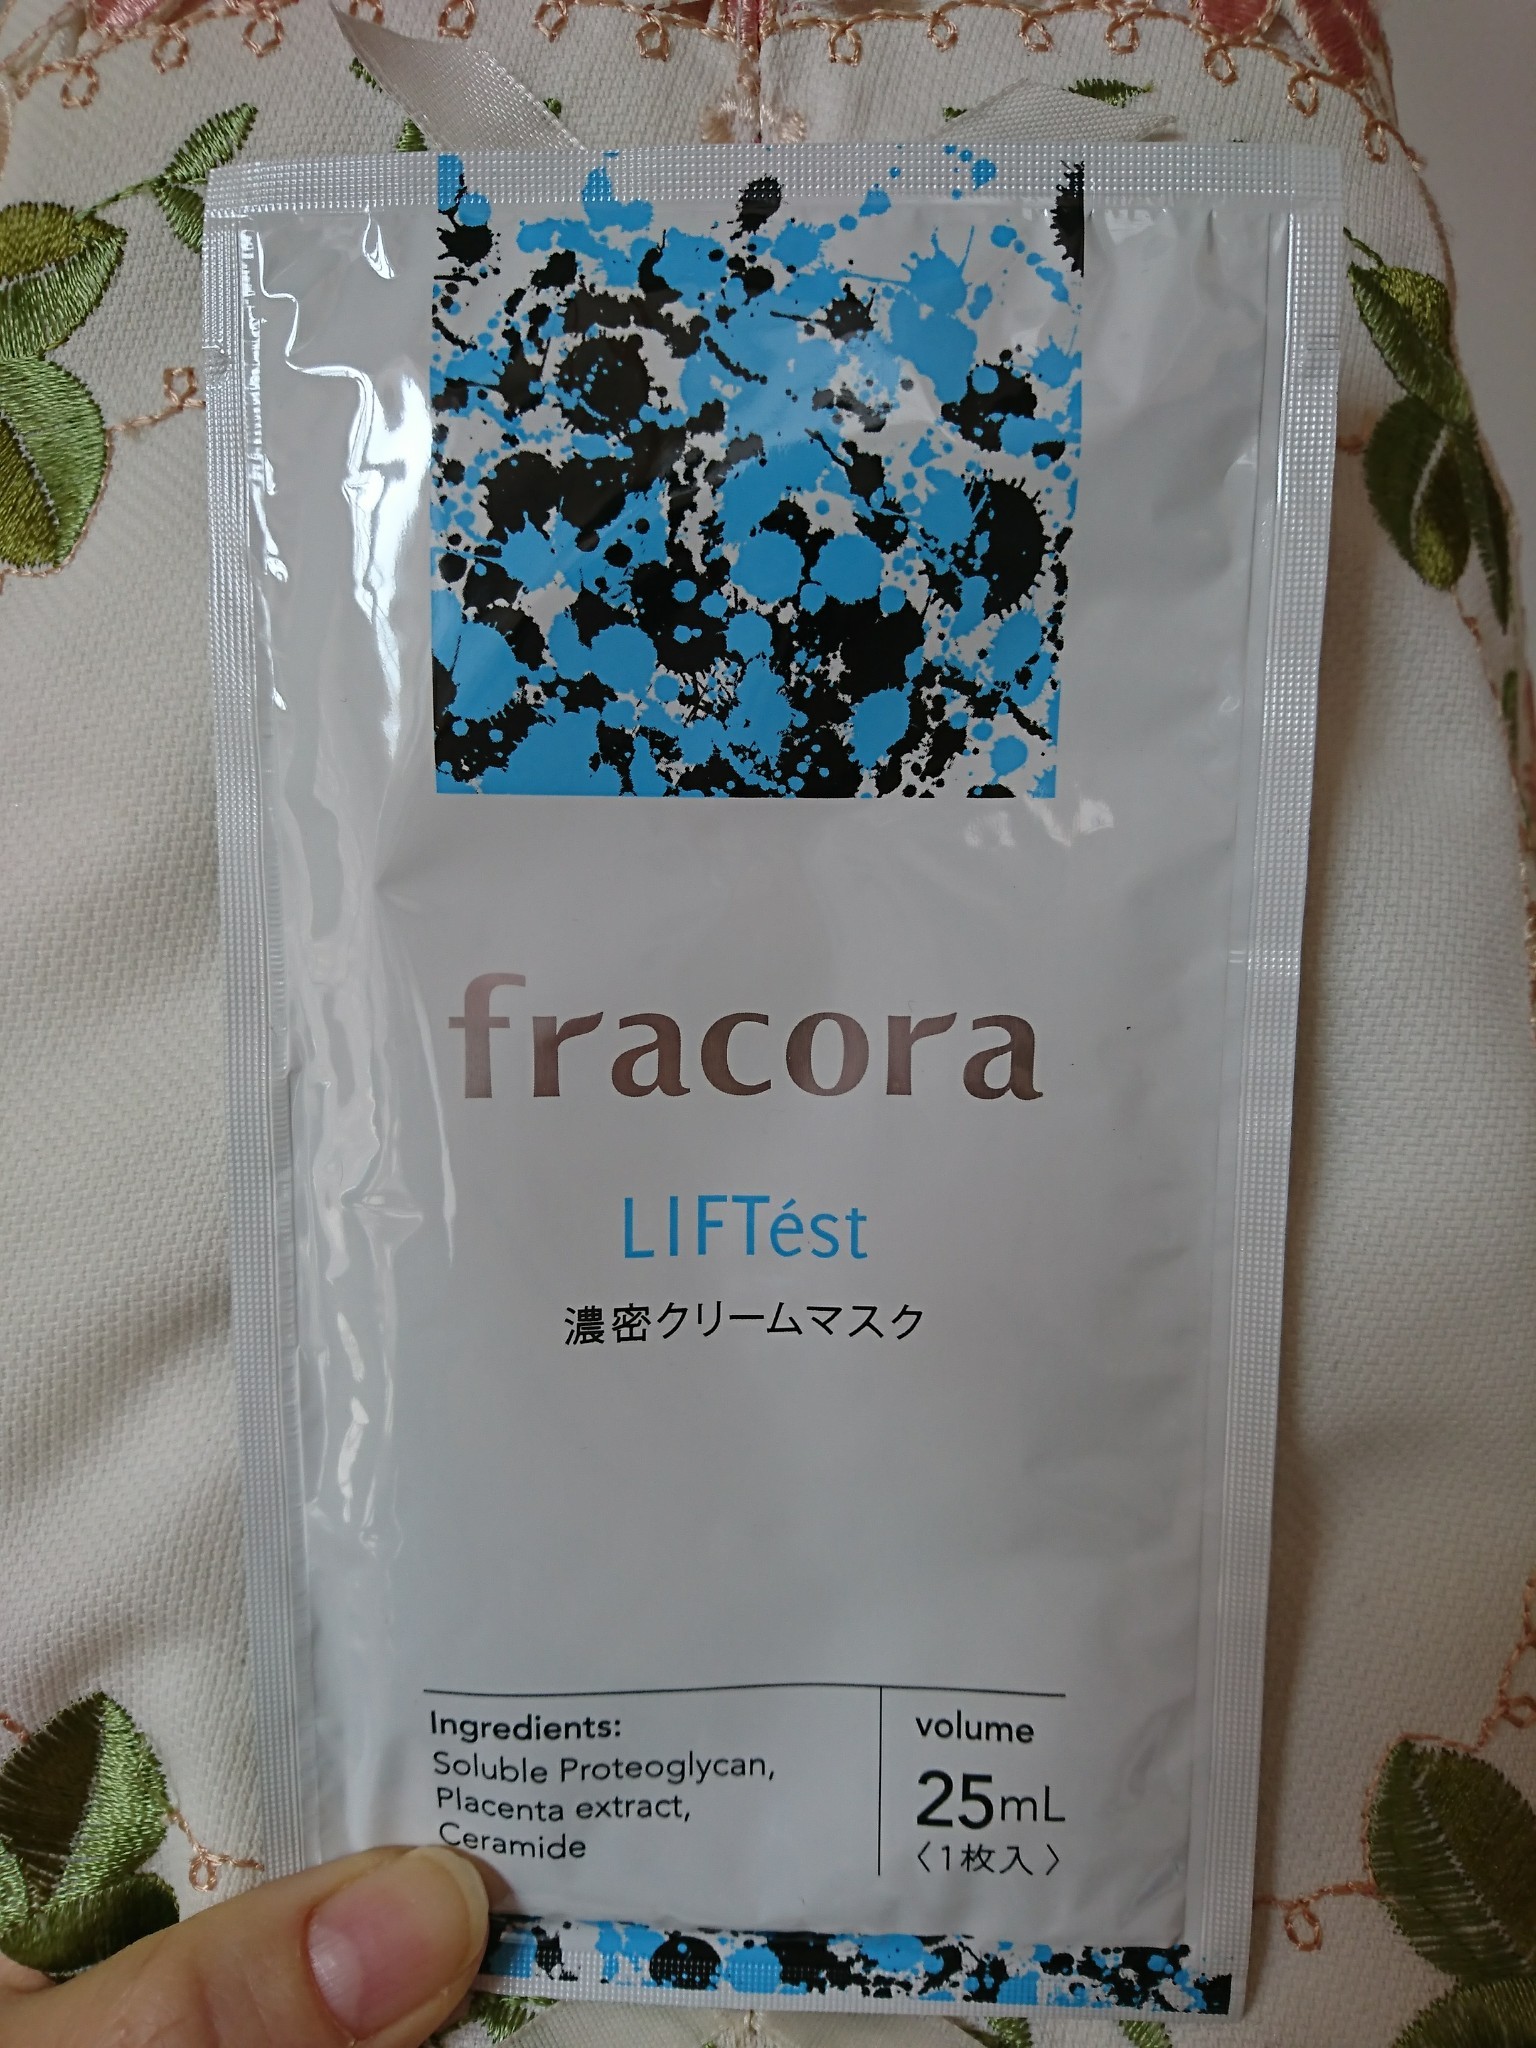 fracora
LIFTést
濃密クリームマスク
Ingredients:
Soluble Proteoglycan,
Placenta extract,
Ceramide
volume
25mL
〈1枚入〉